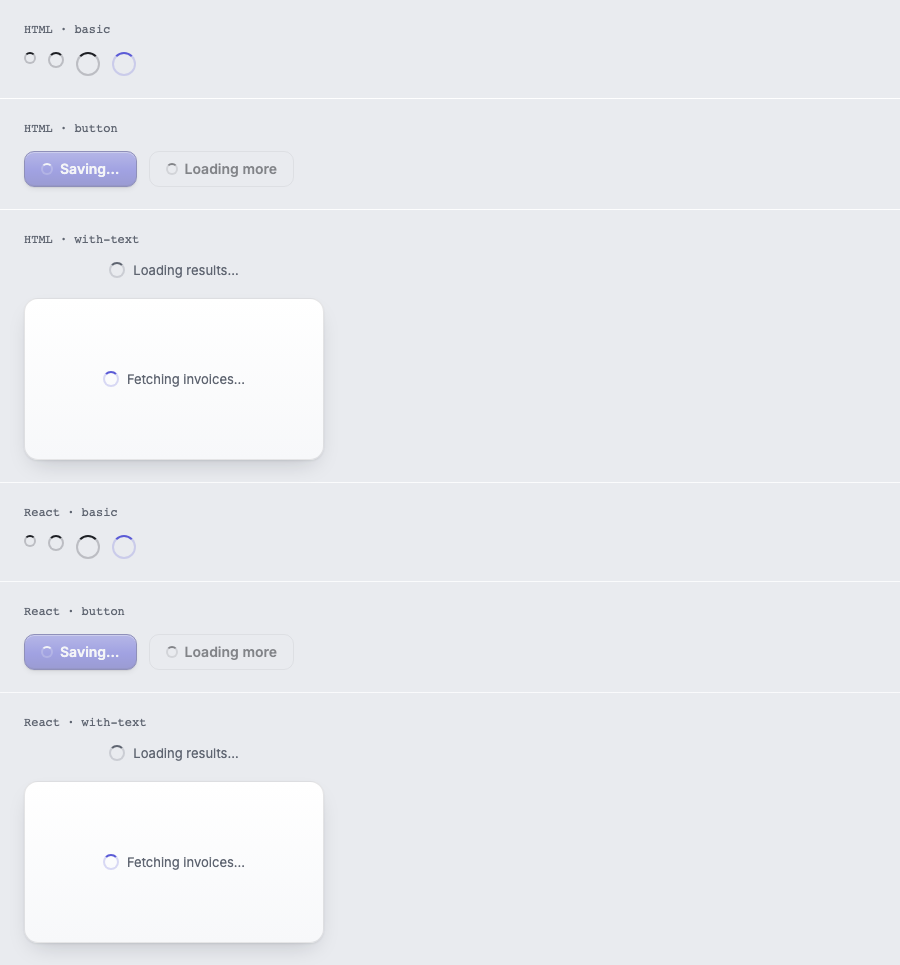 HTML · basic
HTML · button
Saving…
Loading more
HTML · with-text
Loading results…
Fetching invoices…
React · basic
React · button
Saving…
Loading more
React · with-text
Loading results…
Fetching invoices…